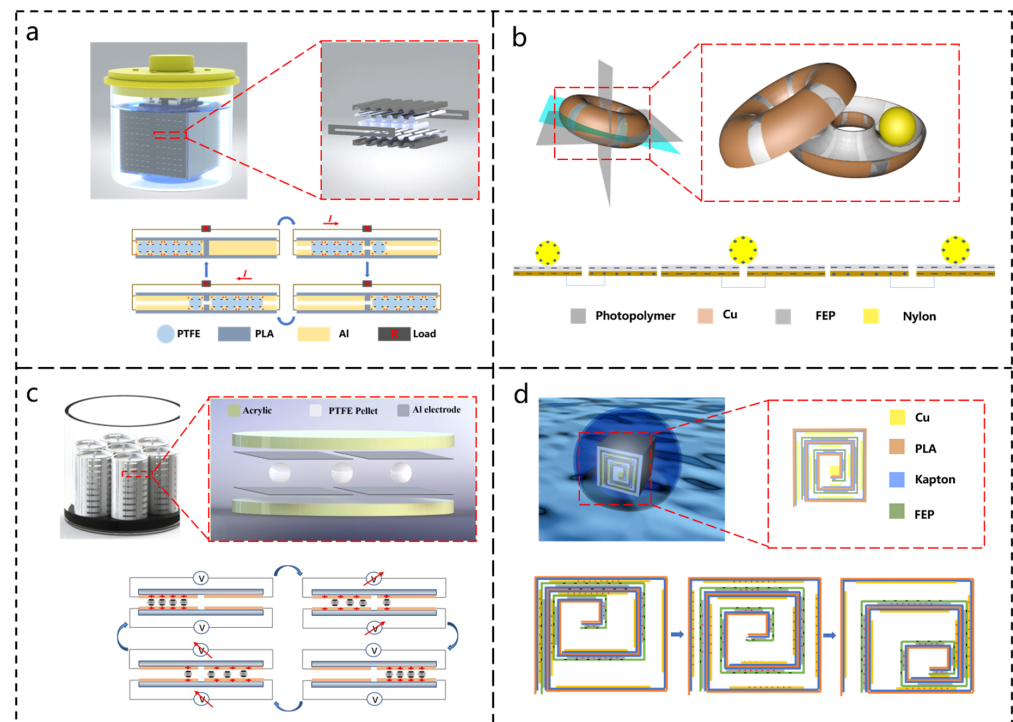 a
I
I
PTFE PLA Al R Load
b
Photopolymer Cu FEP Nylon
c
Acrylic PTFE Pellet Al electrode
V V
V V
V V
V V
d
Cu
PLA
Kapton
FEP